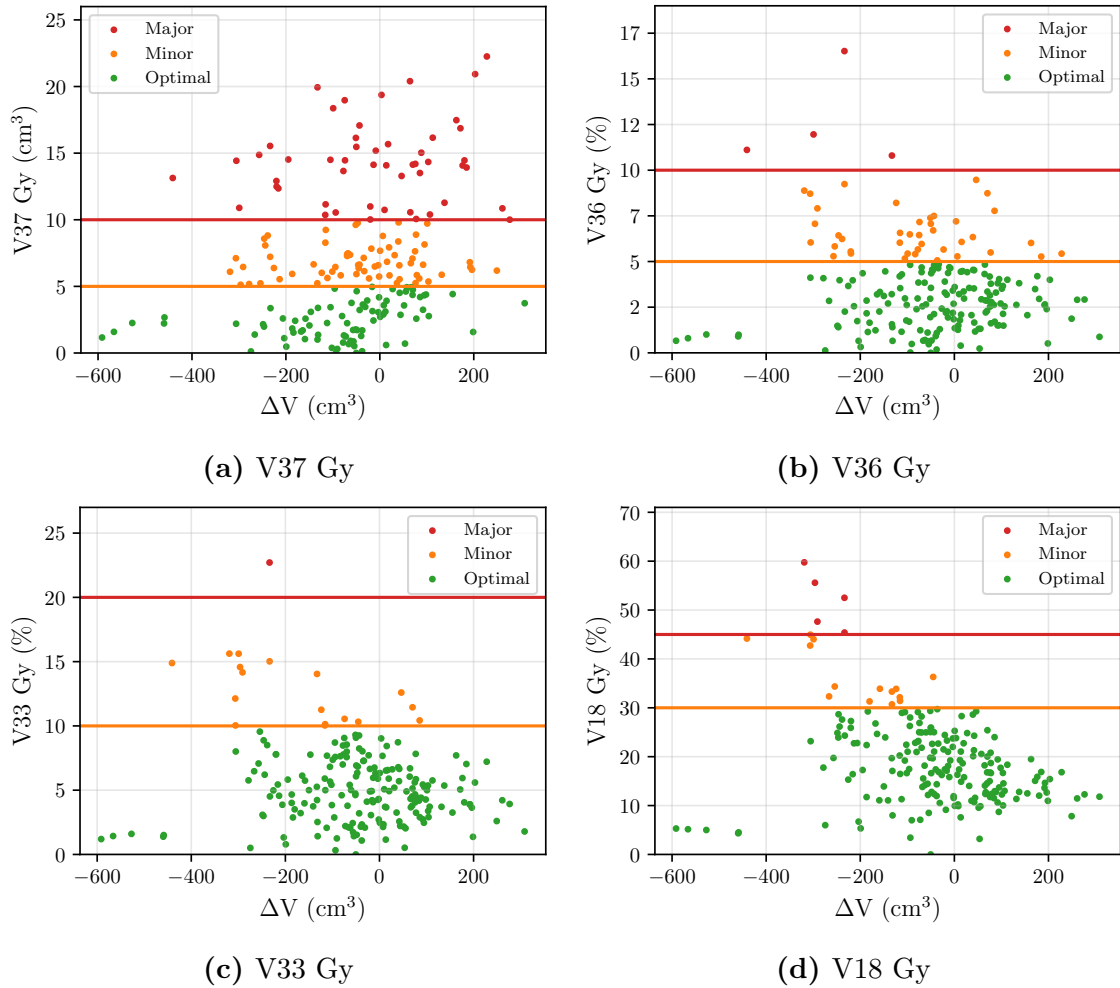 Major
Minor
Optimal
25
20
15
10
5
0
V37 Gy (cm³)
−600 −400 −200 0 200
ΔV (cm³)
(a) V37 Gy
Major
Minor
Optimal
17
15
12
10
7
5
2
0
V36 Gy (%)
−600 −400 −200 0 200
ΔV (cm³)
(b) V36 Gy
Major
Minor
Optimal
25
20
15
10
5
0
V33 Gy (%)
−600 −400 −200 0 200
ΔV (cm³)
(c) V33 Gy
Major
Minor
Optimal
70
60
50
40
30
20
10
0
V18 Gy (%)
−600 −400 −200 0 200
ΔV (cm³)
(d) V18 Gy